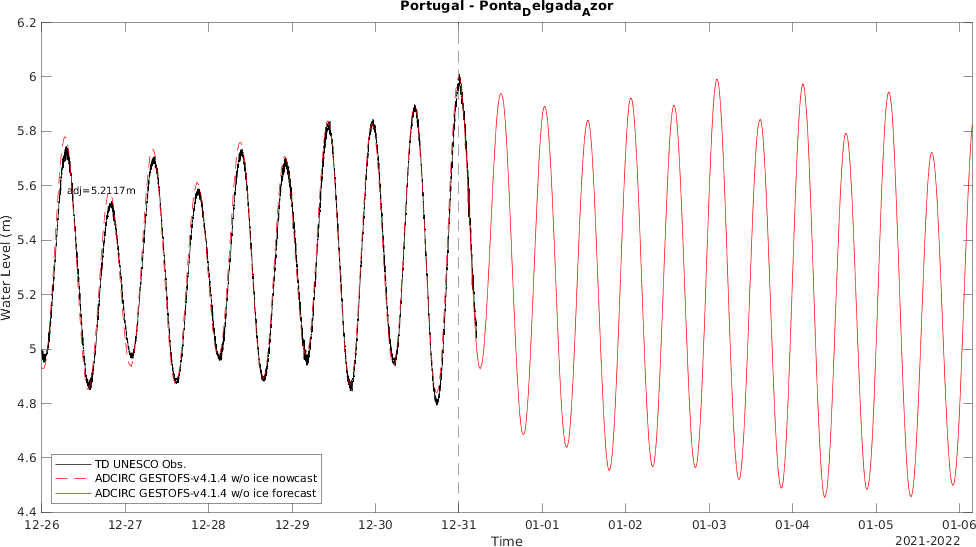 Portugal - PontaDelgadaAzor
6.2
6
5.8
5.6
5.4
5.2
5
4.8
4.6
4.4
Water Level (m)
adj=5.2117m
TD UNESCO Obs.
ADCIRC GESTOFS-v4.1.4 w/o ice nowcast
ADCIRC GESTOFS-v4.1.4 w/o ice forecast
12-26 12-27 12-28 12-29 12-30 12-31 01-01 01-02 01-03 01-04 01-05 01-06
Time
2021-2022